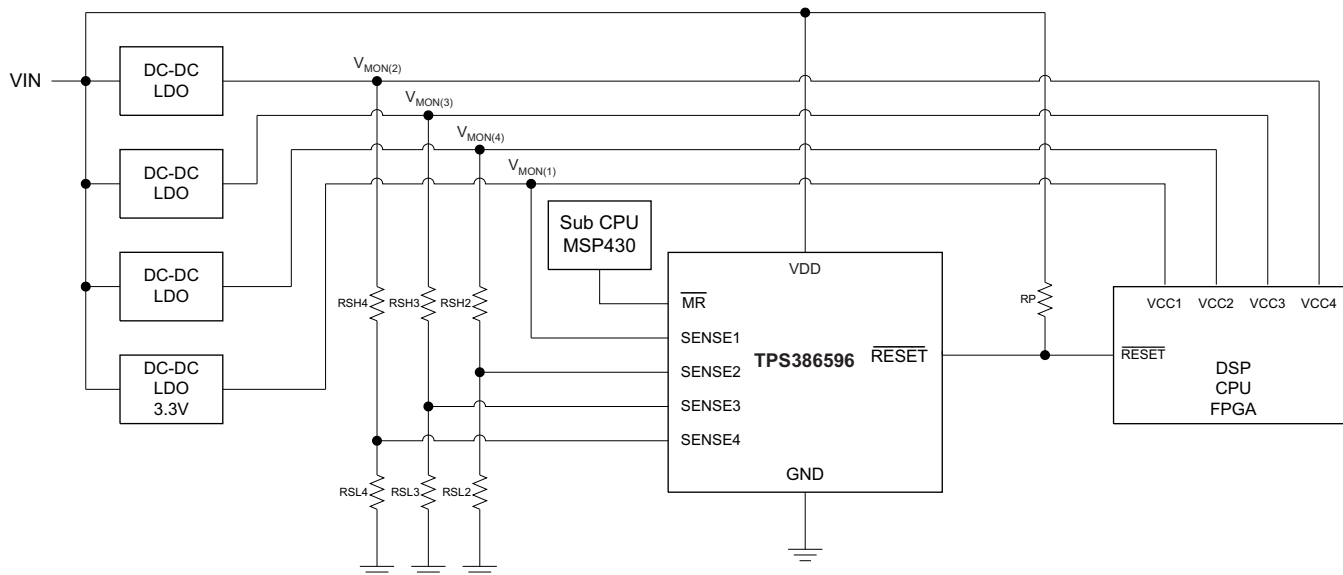 VIN
DC-DC
LDO
V_MON(2)
V_MON(3)
DC-DC
LDO
V_MON(4)
V_MON(1)
DC-DC
LDO
DC-DC
LDO
3.3V
Sub CPU
MSP430
RSH4
RSH3
RSH2
RSL4
RSL3
RSL2
VDD
MR
SENSE1
SENSE2
SENSE3
SENSE4
TPS386596
RESET
GND
RP
VCC1 VCC2 VCC3 VCC4
RESET
DSP
CPU
FPGA